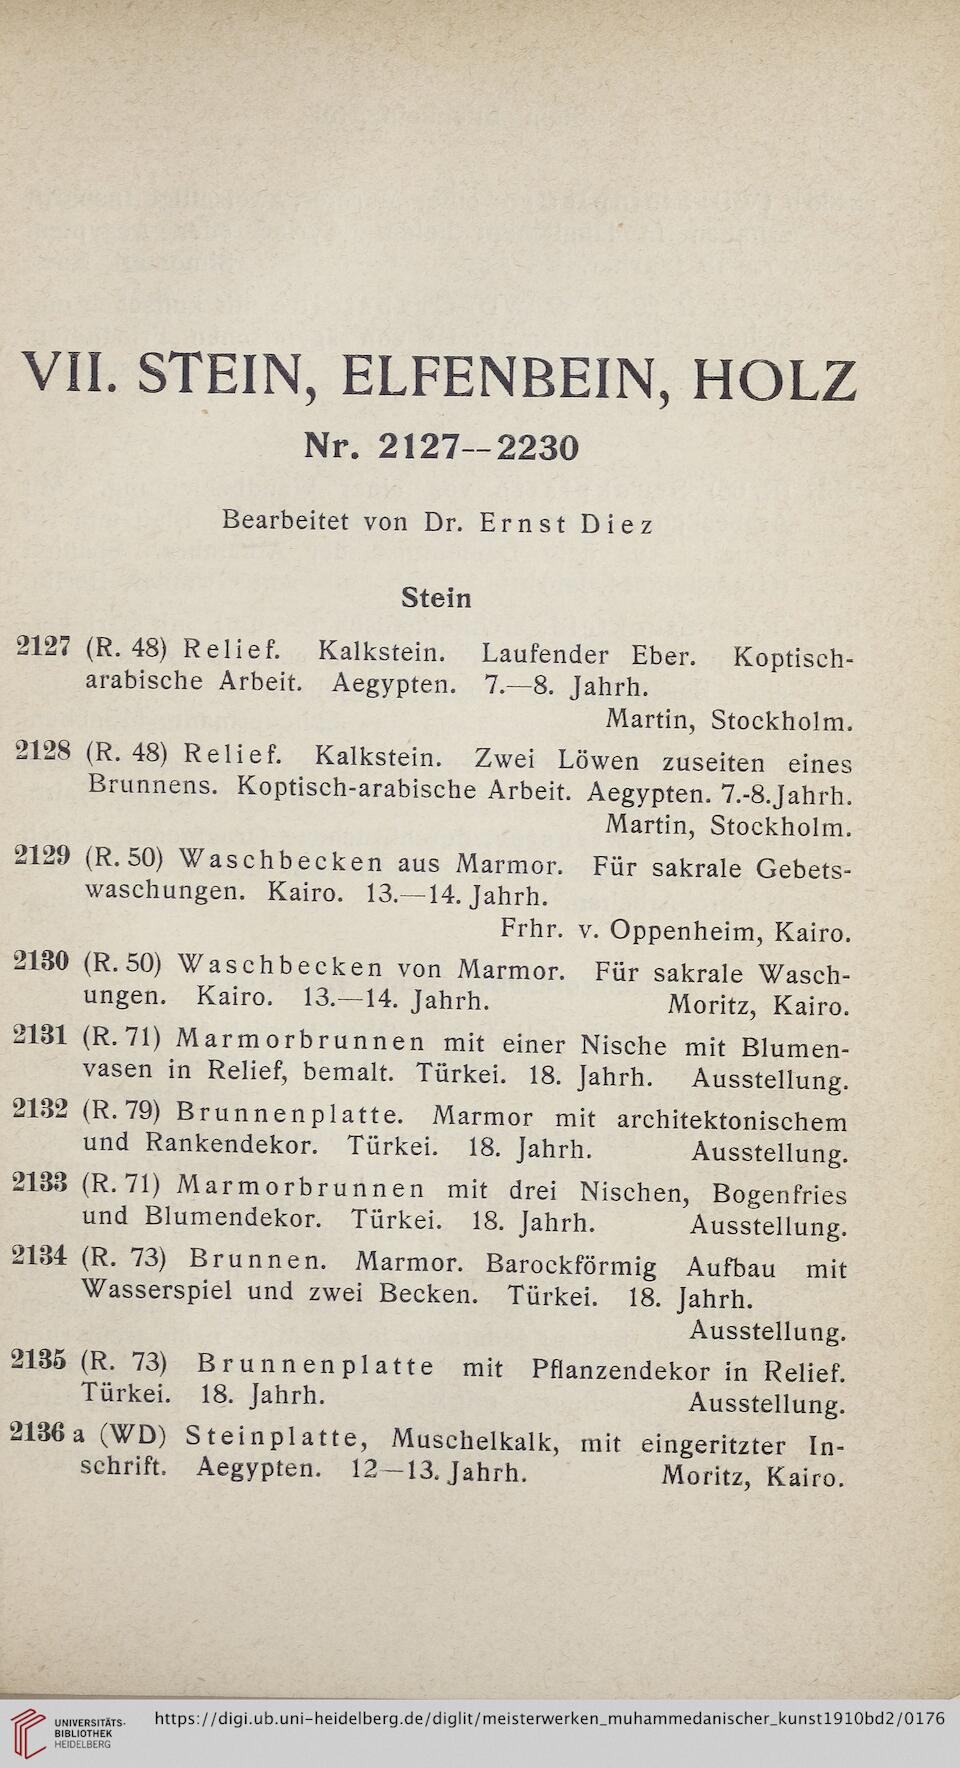 VII. STEIN, ELFENBEIN, HOLZ
Nr. 2127—2230
Bearbeitet von Dr. Ernst Diez
Stein
2127 (R. 48) Relief. Kalkstein. Laufender Eber. Koptisch-
arabische Arbeit. Aegypten. 7.—8. Jahrh.
Martin, Stockholm.
2128 (R. 48) Relief. Kalkstein. Zwei Löwen zuseiten eines
Brunnens. Koptisch-arabische Arbeit. Aegypten. 7.-8. Jahrh.
Martin, Stockholm.
2129 (R. 50) Waschbecken aus Marmor. Für sakrale Gebets-
waschungen. Kairo. 13.—14. Jahrh.
Frhr. v. Oppenheim, Kairo.
2130 (R. 50) Waschbecken von Marmor. Für sakrale Wasch-
ungen. Kairo. 13.—14. Jahrh. Moritz, Kairo.
2131 (R. 71) Marmorbrunnen mit einer Nische mit Blumen-
vasen in Relief, bemalt. Türkei. 18. Jahrh. Ausstellung.
2132 (R. 79) Brunnenplatte. Marmor mit architektonischem
und Rankendekor. Türkei. 18. Jahrh. Ausstellung.
2133 (R. 71) Marmorbrunnen mit drei Nischen, Bogenfries
und Blumendekor. Türkei. 18. Jahrh. Ausstellung.
2134 (R. 73) Brunnen. Marmor. Barockförmig Aufbau mit
Wasserspiel und zwei Becken. Türkei. 18. Jahrh.
Ausstellung.
2135 (R. 73) Brunnenplatte mit Pflanzendekor in Relief.
Türkei. 18. Jahrh. Ausstellung.
2136 a (WD) Steinplatte, Muschelkalk, mit eingeritzter In-
schrift. Aegypten. 12—13. Jahrh. Moritz, Kairo.
UNIVERSITÄTS-
BIBLIOTHEK
HEIDELBERG
https://digi.ub.uni-heidelberg.de/diglit/meisterwerken_muhammedanischer_kunst1910bd2/0176